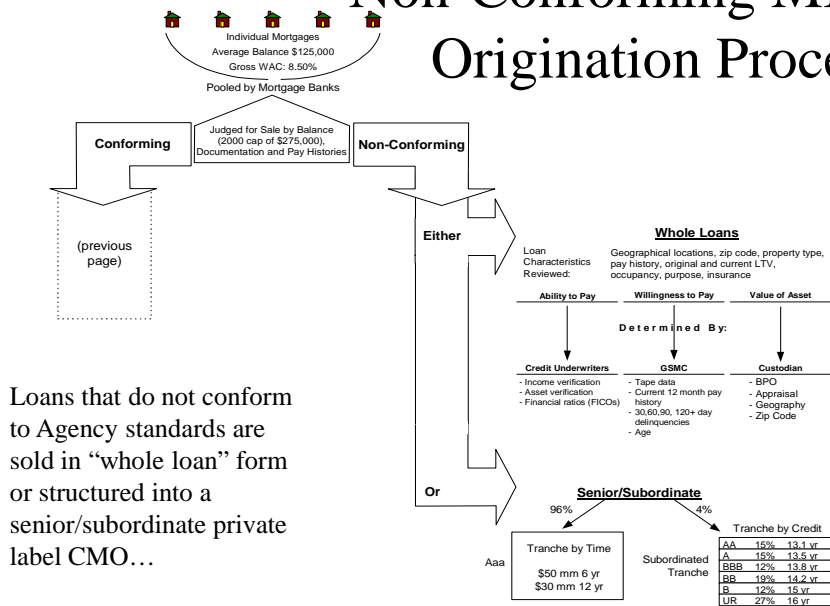 Non-Conforming
Origination
Individual Mortgages
Average Balance $125,000
Gross WAC: 8.50%
Pooled by Mortgage Banks
Conforming
Judged for Sale by Balance
(2000 cap of $275,000),
Documentation and Pay Histories
Non-Conforming
(previous
page)
Either
Whole Loans
Loan
Characteristics
Reviewed:
Geographical locations, zip code, property type,
pay history, original and current LTV,
occupancy, purpose, insurance
Ability to Pay Willingness to Pay Value of Asset
Determined By:
Credit Underwriters GSMC Custodian
- Income verification
- Asset verification
- Financial ratios (FICOs)
- Tape data
- Current 12 month pay
history
- 30,60,90, 120+ day
delinquencies
- Age
- BPO
- Appraisal
- Geography
- Zip Code
Loans that do not conform
to Agency standards are
sold in “whole loan” form
or structured into a
senior/subordinate private
label CMO…
Or
Senior/Subordinate
96% 4%
Aaa
Tranche by Time
$50 mm 6 yr
$30 mm 12 yr
Subordinated
Tranche
Tranche by Credit
AA 15% 13.1 yr
A 15% 13.5 yr
BBB 12% 13.8 yr
BB 19% 14.2 yr
B 12% 15 yr
UR 27% 16 yr